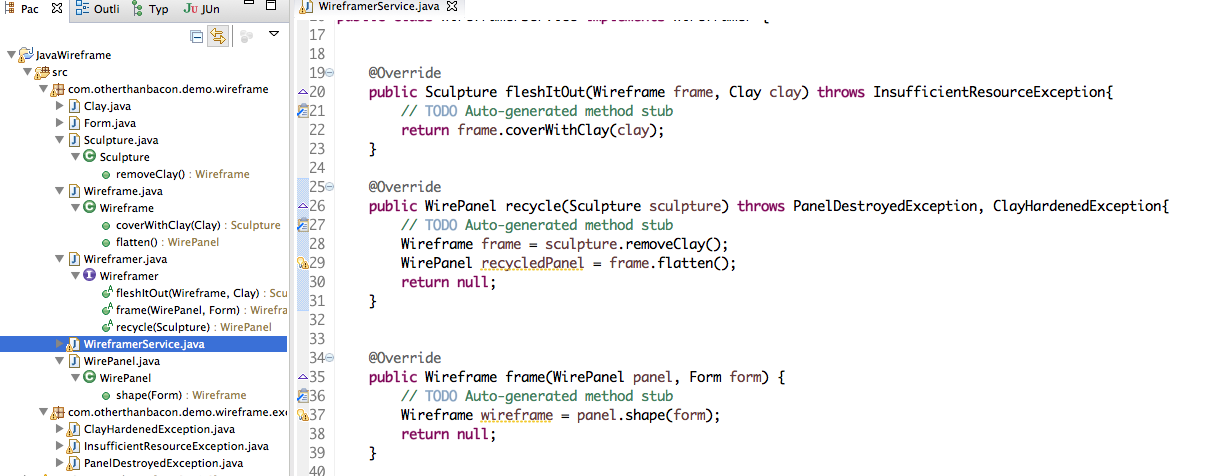 Pac
Outli
Typ
JUn
JavaWireframe
src
com.otherthanbacon.demo.wireframe
Clay.java
Form.java
Sculpture.java
Sculpture
removeClay() : Wireframe
Wireframe.java
Wireframe
coverWithClay(Clay) : Sculpture
flatten() : WirePanel
Wireframer.java
Wireframer
fleshItOut(Wireframe, Clay) : Scu
frame(WirePanel, Form) : Wirefra
recycle(Sculpture) : WirePanel
WireframerService.java
WirePanel.java
WirePanel
shape(Form) : Wireframe
com.otherthanbacon.demo.wireframe.exe
ClayHardenedException.java
InsufficientResourceException.java
PanelDestroyedException.java
WireframerService.java
16 public class WireframerService implements Wireframer {
17
18
19 @Override
20 public Sculpture fleshItOut(Wireframe frame, Clay clay) throws InsufficientResourceException{
21 // TODO Auto-generated method stub
22 return frame.coverWithClay(clay);
23 }
24
25 @Override
26 public WirePanel recycle(Sculpture sculpture) throws PanelDestroyedException, ClayHardenedException{
27 // TODO Auto-generated method stub
28 Wireframe frame = sculpture.removeClay();
29 WirePanel recycledPanel = frame.flatten();
30 return null;
31 }
32
33
34 @Override
35 public Wireframe frame(WirePanel panel, Form form) {
36 // TODO Auto-generated method stub
37 Wireframe wireframe = panel.shape(form);
38 return null;
39 }
40